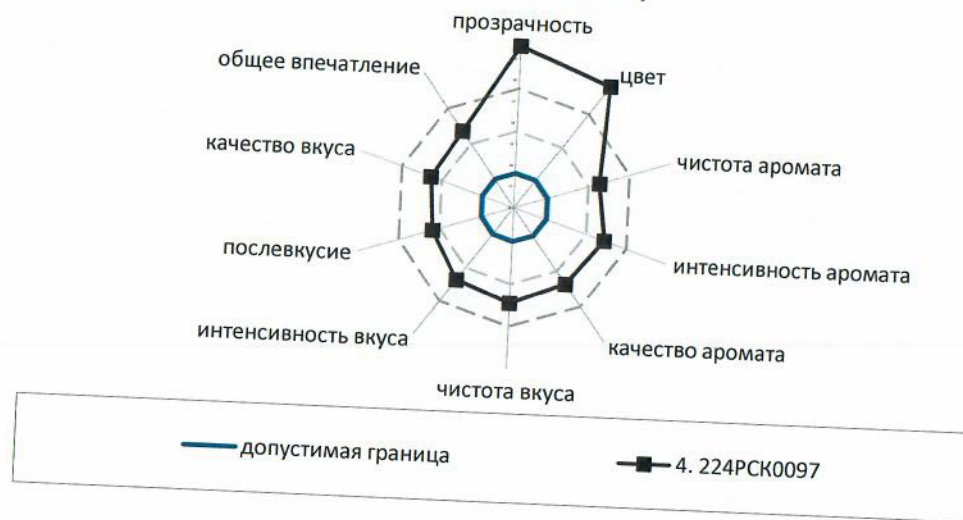 прозрачность
общее впечатление
цвет
качество вкуса
чистота аромата
послевкусие
интенсивность аромата
интенсивность вкуса
качество аромата
чистота вкуса
допустимая граница
4. 224РСК0097